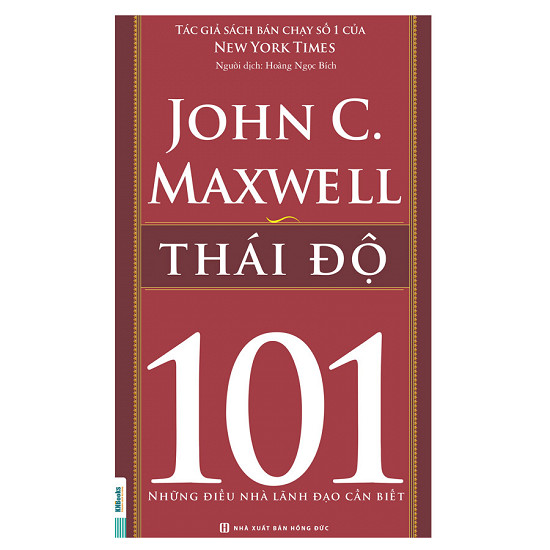 TÁC GIẢ SÁCH BÁN CHẠY SỐ 1 CỦA
NEW YORK TIMES
Người dịch: Hoàng Ngọc Bích
JOHN C.
MAXWELL
THÁI ĐỘ
101
NHỮNG ĐIỀU NHÀ LÃNH ĐẠO CẦN BIẾT
MCBooks
NHÀ XUẤT BẢN HỒNG ĐỨC